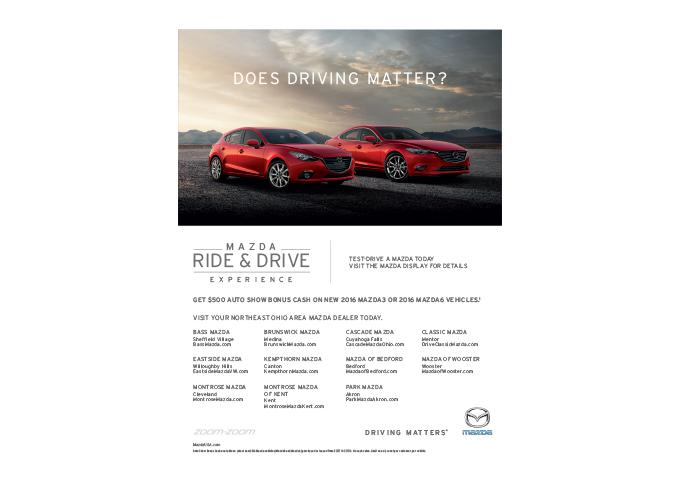 DOES DRIVING MATTER?
MAZDA
RIDE & DRIVE
EXPERIENCE
TEST-DRIVE A MAZDA TODAY
VISIT THE MAZDA DISPLAY FOR DETAILS
GET $500 AUTO SHOW BONUS CASH ON NEW 2016 MAZDA3 OR 2016 MAZDA6 VEHICLES.¹
VISIT YOUR NORTHEAST OHIO AREA MAZDA DEALER TODAY.
BASS MAZDA
Sheffield Village
BassMazda.com
BRUNSWICK MAZDA
Medina
BrunswickMazda.com
CASCADE MAZDA
Cuyahoga Falls
CascadeMazdaOhio.com
CLASSIC MAZDA
Mentor
DriveClassicMazda.com
EASTSIDE MAZDA
Willoughby Hills
EastsideMazdaVW.com
KEMPTHORN MAZDA
Canton
KempthornMazda.com
MAZDA OF BEDFORD
Bedford
MazdaofBedford.com
MAZDA OF WOOSTER
Wooster
MazdaofWooster.com
MONTROSE MAZDA
Cleveland
MontroseMazda.com
MONTROSE MAZDA
OF KENT
Kent
MontroseMazdaKent.com
PARK MAZDA
Akron
ParkMazdaAkron.com
zoom-zoom
DRIVING MATTERS®
mazda
MazdaUSA.com